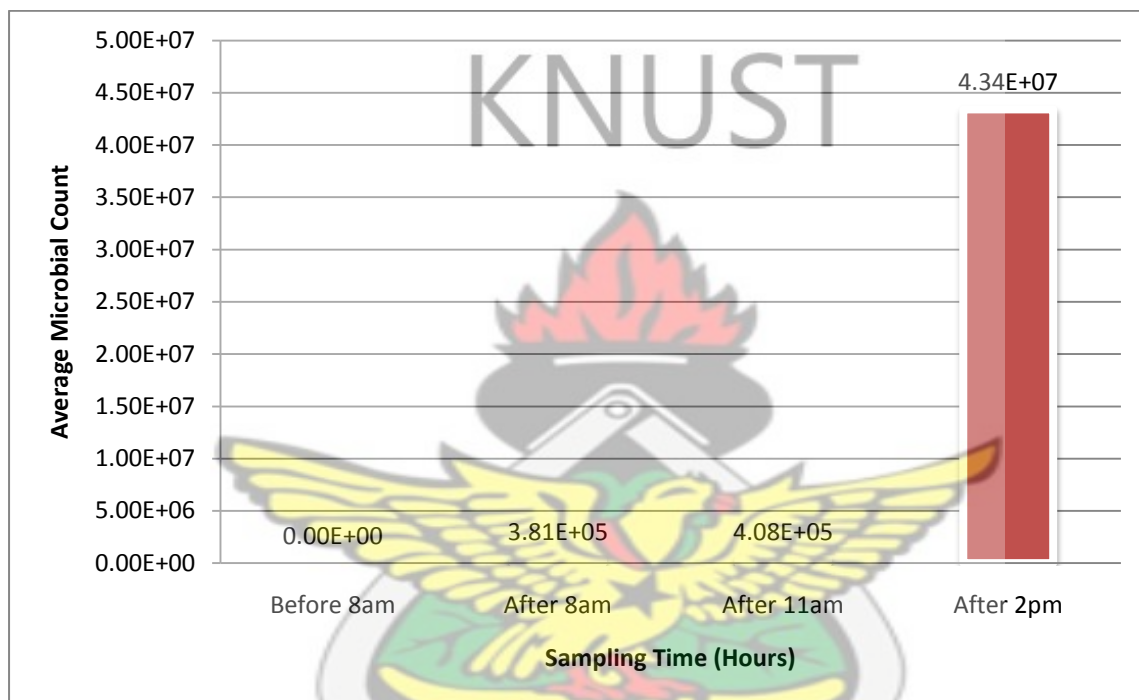 KNUST
Average Microbial Count
5.00E+07
4.50E+07
4.00E+07
3.50E+07
3.00E+07
2.50E+07
2.00E+07
1.50E+07
1.00E+07
5.00E+06
0.00E+00
0.00E+00
3.81E+05
4.08E+05
4.34E+07
Before 8am
After 8am
After 11am
After 2pm
Sampling Time (Hours)